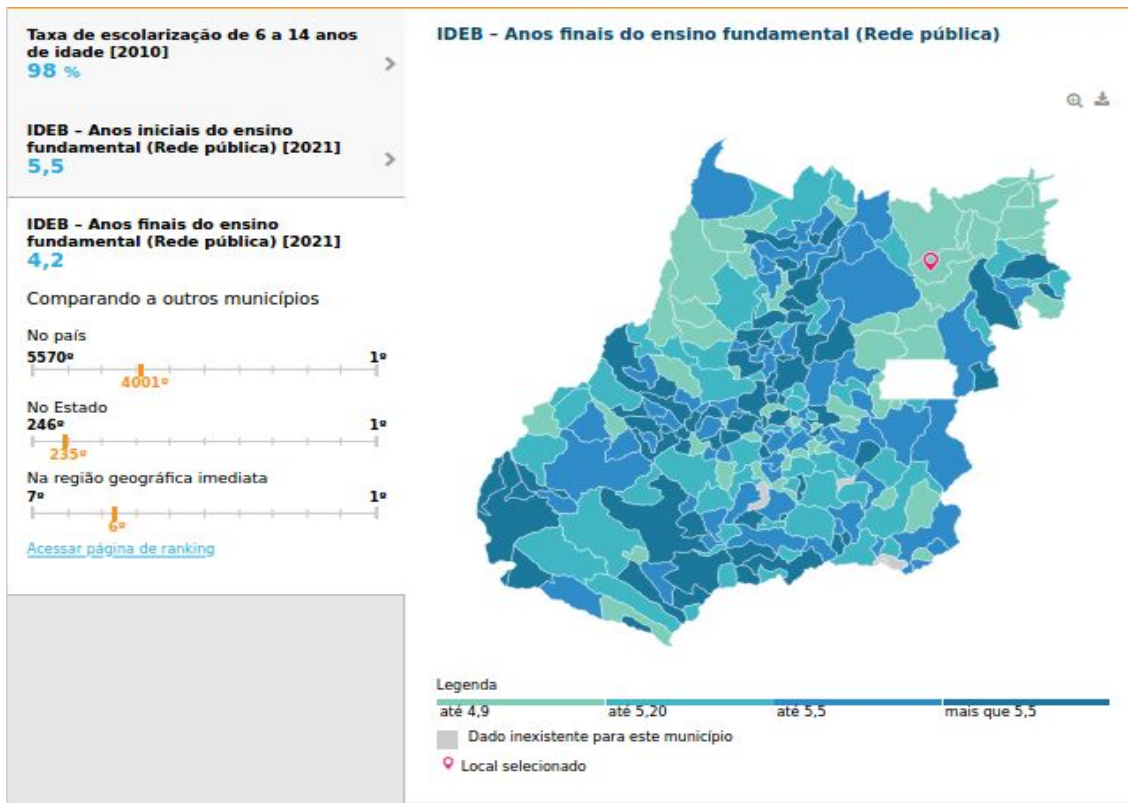 Taxa de escolarização de 6 a 14 anos
de idade [2010]
98 %
IDEB – Anos iniciais do ensino
fundamental (Rede pública) [2021]
5,5
IDEB – Anos finais do ensino
fundamental (Rede pública) [2021]
4,2
Comparando a outros municípios
No país
5570º 1º
4001º
No Estado
246º 1º
235º
Na região geográfica imediata
7º 1º
6º
Acessar página de ranking
IDEB – Anos finais do ensino fundamental (Rede pública)
Legenda
até 4,9 até 5,20 até 5,5 mais que 5,5
Dado inexistente para este município
Local selecionado